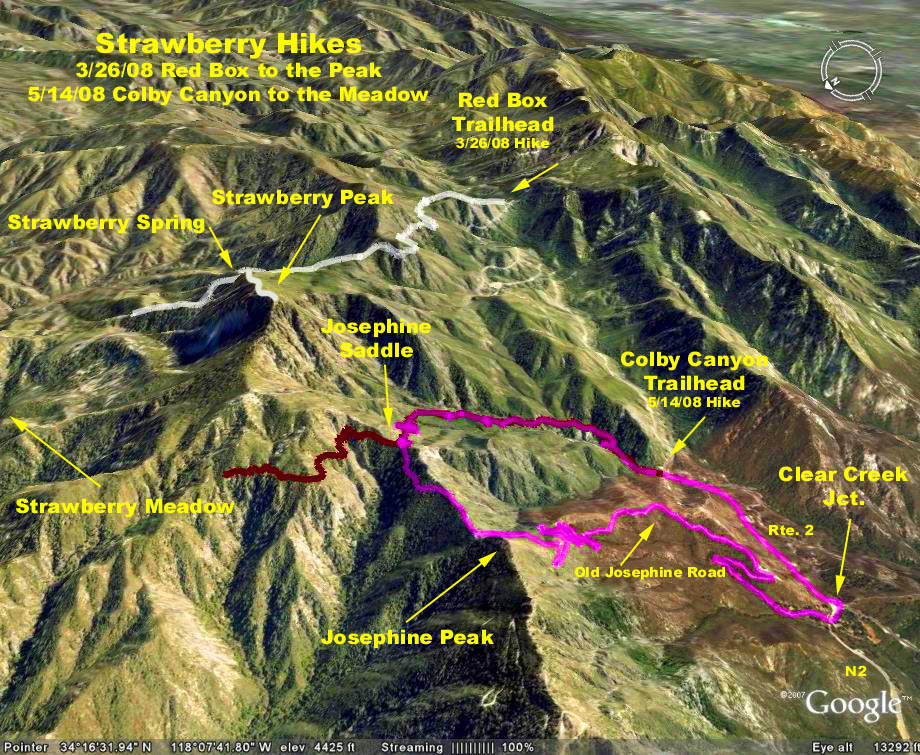 Strawberry Hikes
3/26/08 Red Box to the Peak
5/14/08 Colby Canyon to the Meadow
N
Red Box
Trailhead
3/26/08 Hike
Strawberry Peak
Strawberry Spring
Josephine
Saddle
Colby Canyon
Trailhead
5/14/08 Hike
Clear Creek
Jct.
Strawberry Meadow
Rte. 2
Old Josephine Road
Josephine Peak
N2
©2007 Google™
Pointer 34°16'31.94" N 118°07'41.80" W elev 4425 ft Streaming |||||||||| 100% Eye alt 13292 ft